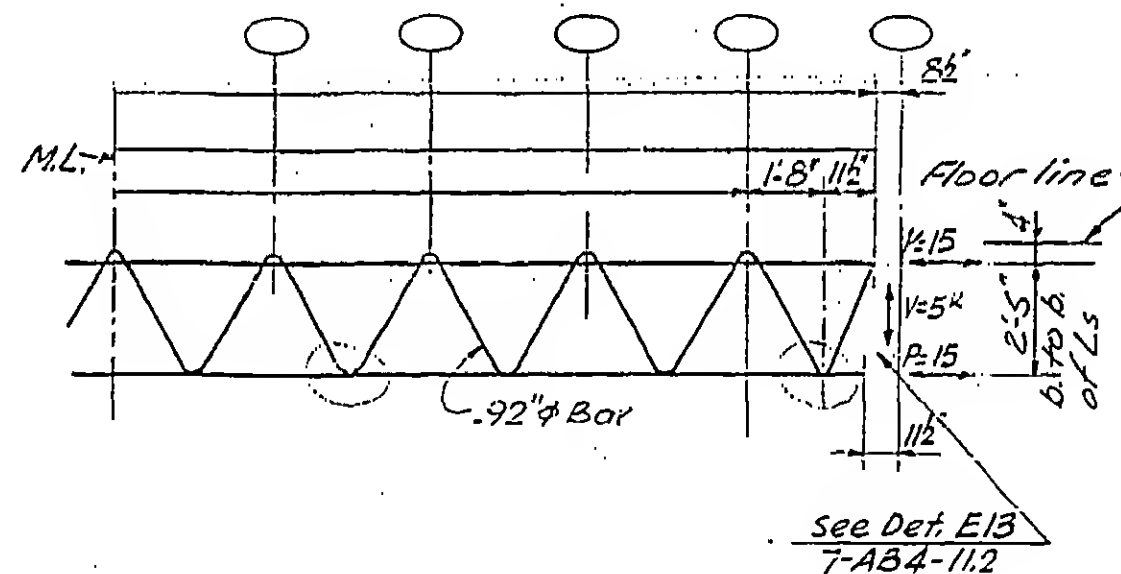 8½"
M.L.
1'-8"
11½"
Floor line
4"
V=15
V=5ᴷ
2'-5"
b. to b.
of Ls
P=15
.92"ϕ Bar
11½"
See Det. E13
7-AB4-11.2